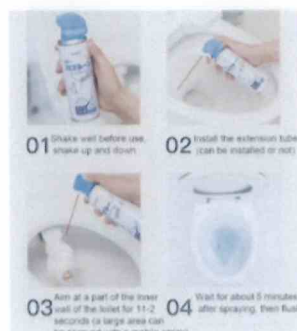 01 Shake well before use,
shake up and down
02 Install the extension tube
(can be installed or not)
03 Aim at a part of the inner
wall of the toilet for 11-2
seconds (a large area can
04 Wait for about 5 minutes
after spraying, then flus